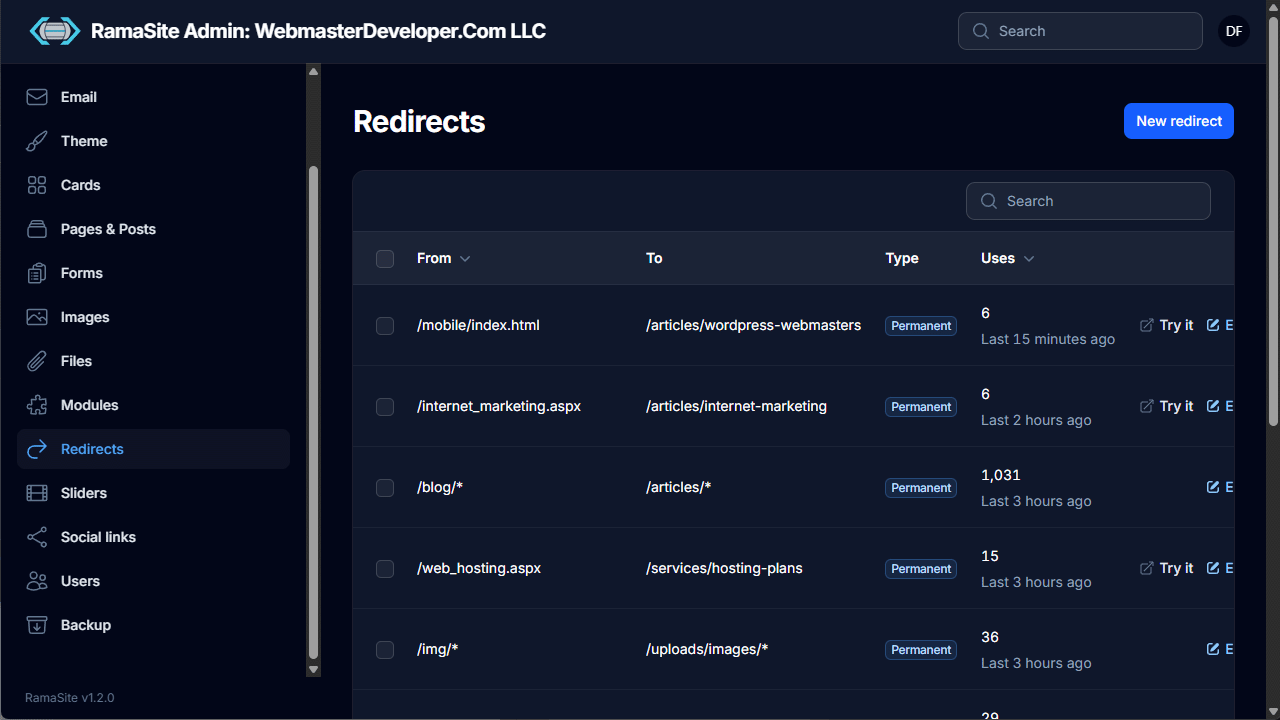 RamaSite Admin: WebmasterDeveloper.Com LLC
Search
DF
Email
Theme
Cards
Pages & Posts
Forms
Images
Files
Modules
Redirects
Sliders
Social links
Users
Backup
RamaSite v1.2.0
Redirects
New redirect
Search
From To Type Uses
/mobile/index.html /articles/wordpress-webmasters Permanent 6 Try it E
Last 15 minutes ago
/internet_marketing.aspx /articles/internet-marketing Permanent 6 Try it E
Last 2 hours ago
/blog/* /articles/* Permanent 1,031 E
Last 3 hours ago
/web_hosting.aspx /services/hosting-plans Permanent 15 Try it E
Last 3 hours ago
/img/* /uploads/images/* Permanent 36 E
Last 3 hours ago
29